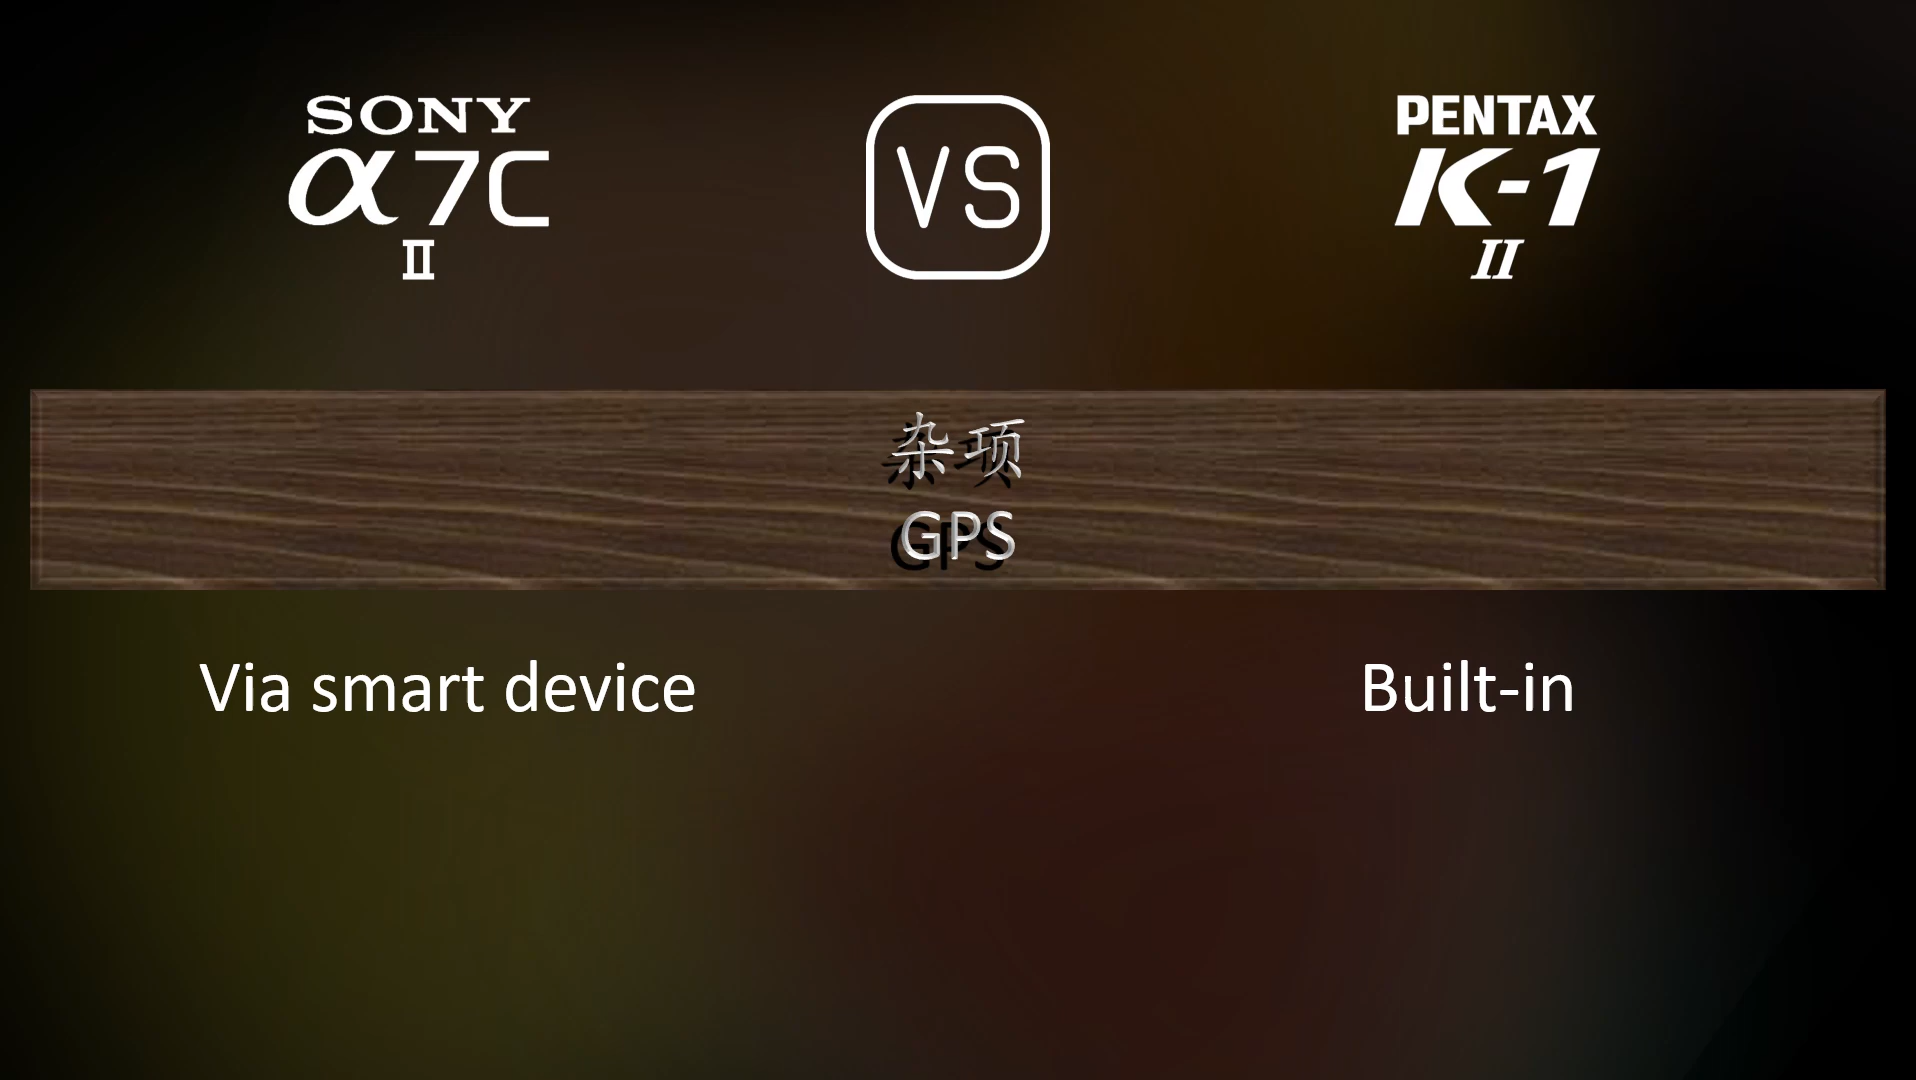 SONY
α7C
II
VS
PENTAX
K-1
II
杂项
GPS
Via smart device
Built-in